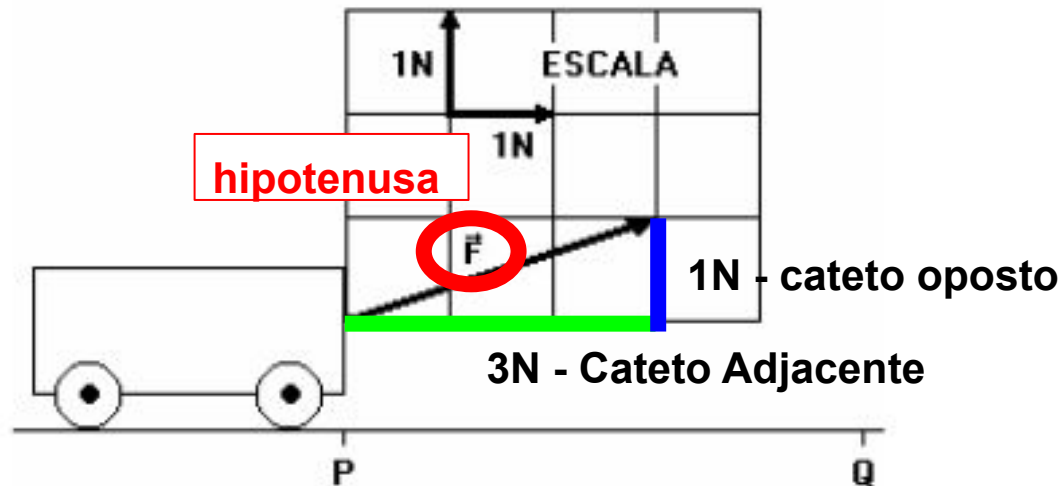 1N ESCALA
1N
hipotenusa
F⃗
1N - cateto oposto
3N - Cateto Adjacente
P Q